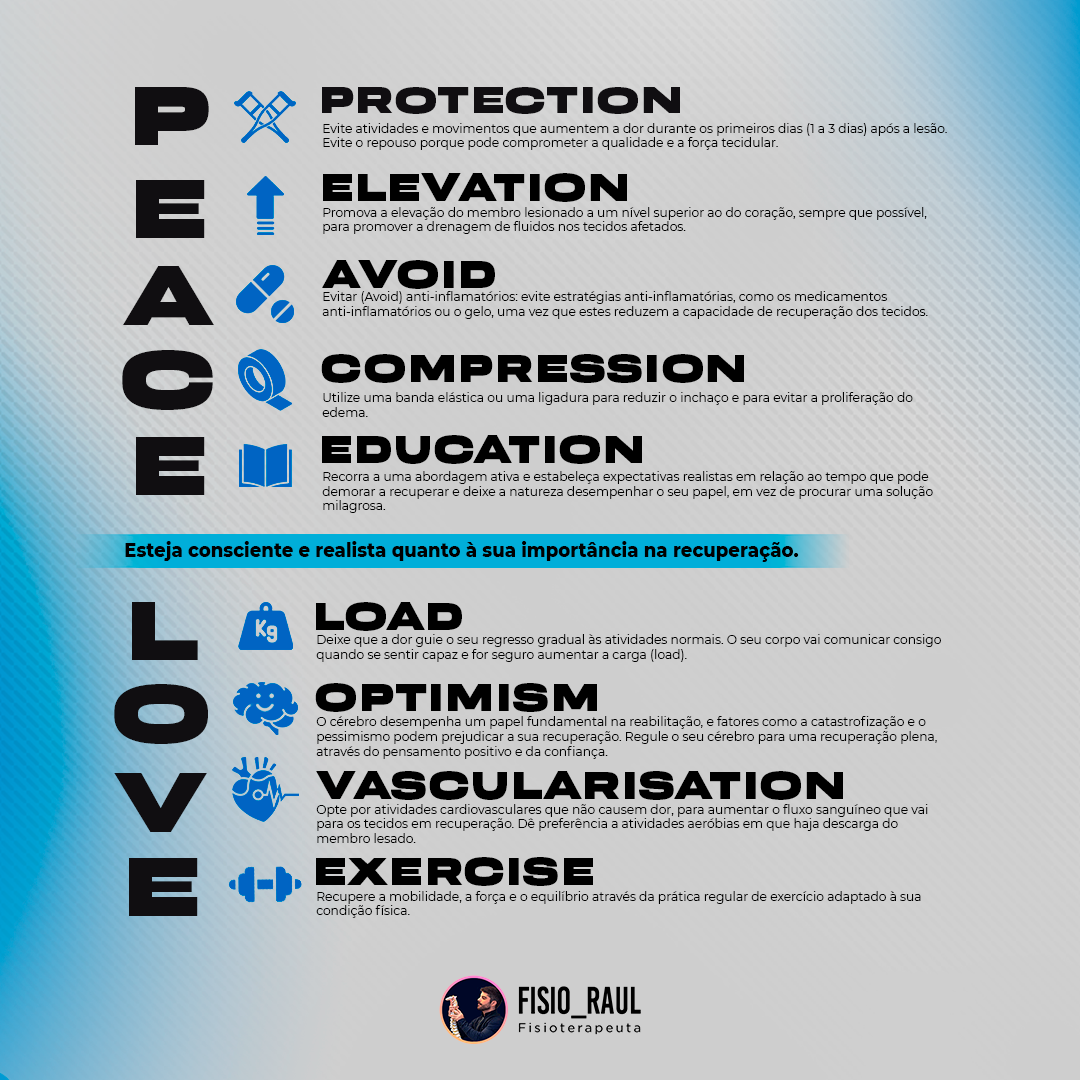 P
PROTECTION
Evite atividades e movimentos que aumentem a dor durante os primeiros dias (1 a 3 dias) após a lesão.
Evite o repouso porque pode comprometer a qualidade e a força tecidular.
E
ELEVATION
Promova a elevação do membro lesionado a um nível superior ao do coração, sempre que possível,
para promover a drenagem de fluidos nos tecidos afetados.
A
AVOID
Evitar (Avoid) anti-inflamatórios: evite estratégias anti-inflamatórias, como os medicamentos
anti-inflamatórios ou o gelo, uma vez que estes reduzem a capacidade de recuperação dos tecidos.
C
COMPRESSION
Utilize uma banda elástica ou uma ligadura para reduzir o inchaço e para evitar a proliferação do
edema.
E
EDUCATION
Recorra a uma abordagem ativa e estabeleça expectativas realistas em relação ao tempo que pode
demorar a recuperar e deixe a natureza desempenhar o seu papel, em vez de procurar uma solução
milagrosa.
Esteja consciente e realista quanto à sua importância na recuperação.
L
Kg
LOAD
Deixe que a dor guie o seu regresso gradual às atividades normais. O seu corpo vai comunicar consigo
quando se sentir capaz e for seguro aumentar a carga (load).
O
OPTIMISM
O cérebro desempenha um papel fundamental na reabilitação, e fatores como a catastrofização e o
pessimismo podem prejudicar a sua recuperação. Regule o seu cérebro para uma recuperação plena,
através do pensamento positivo e da confiança.
V
VASCULARISATION
Opte por atividades cardiovasculares que não causem dor, para aumentar o fluxo sanguíneo que vai
para os tecidos em recuperação. Dê preferência a atividades aeróbias em que haja descarga do
membro lesado.
E
EXERCISE
Recupere a mobilidade, a força e o equilíbrio através da prática regular de exercício adaptado à sua
condição física.
FISIO_RAUL
Fisioterapeuta